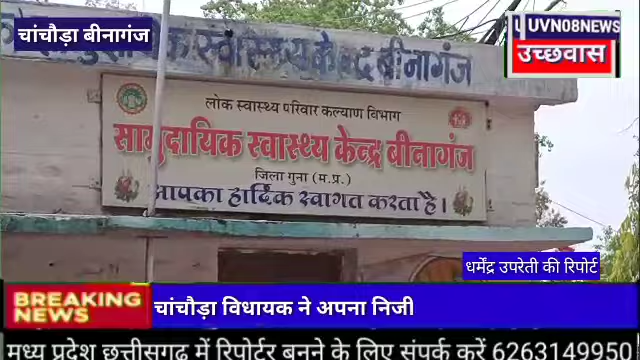 चांचौड़ा बीनागंज
UVN08NEWS
उच्छवास
स्वास्थ्य केन्द्र बीनागंज
लोक स्वास्थ्य परिवार कल्याण विभाग
सामुदायिक स्वास्थ्य केन्द्र बीनागंज
जिला गुना (म.प्र.)
आपका हार्दिक स्वागत करता है।
धर्मेंद्र उपरेती की रिपोर्ट
BREAKING NEWS
चांचौड़ा विधायक ने अपना निजी
मध्य प्रदेश छत्तीसगढ़ में रिपोर्टर बनने के लिए संपर्क करें 6263149950